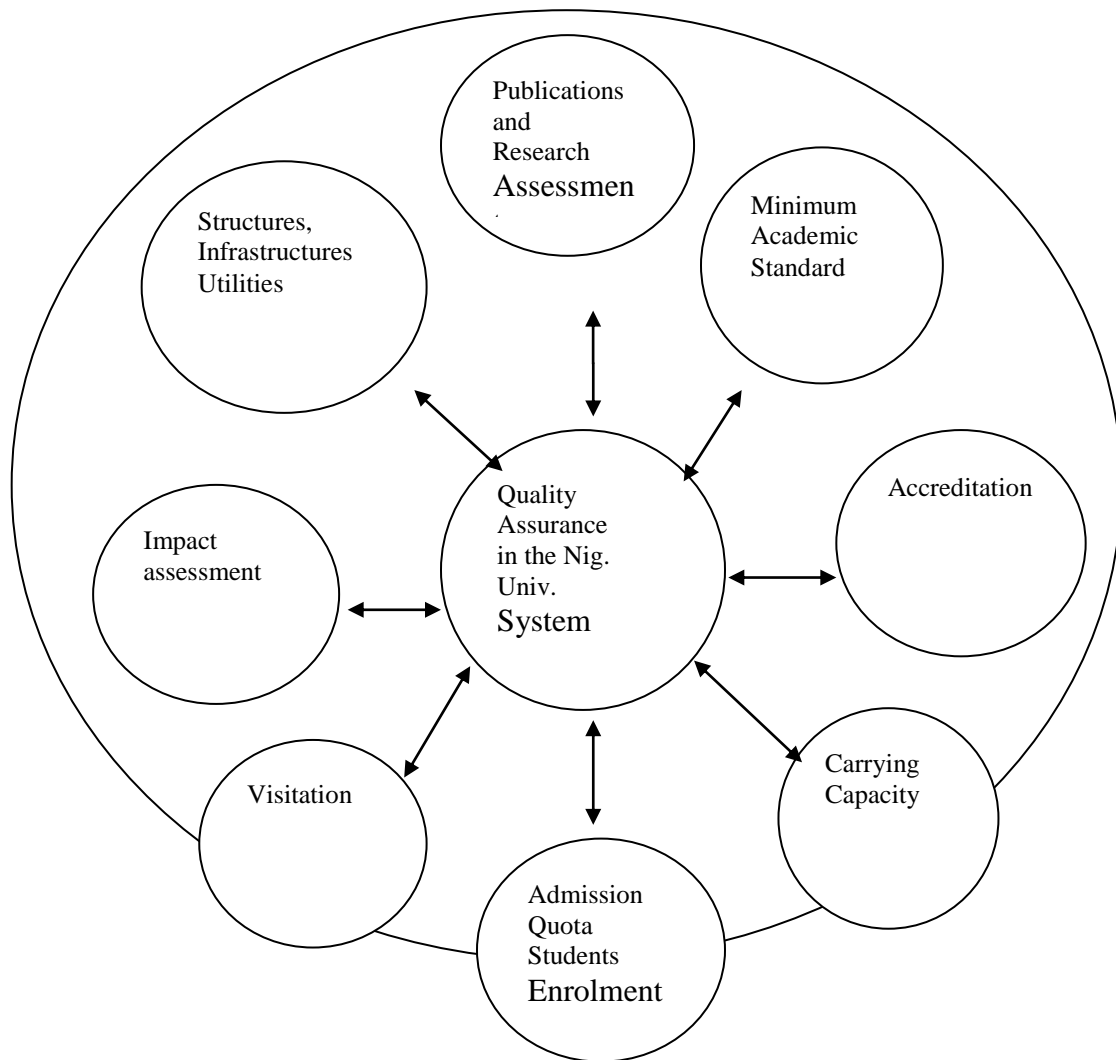 Publications
and
Research
Assessmen
Structures,
Infrastructures
Utilities
Minimum
Academic
Standard
Quality
Assurance
in the Nig.
Univ.
System
Accreditation
Impact
assessment
Visitation
Carrying
Capacity
Admission
Quota
Students
Enrolment